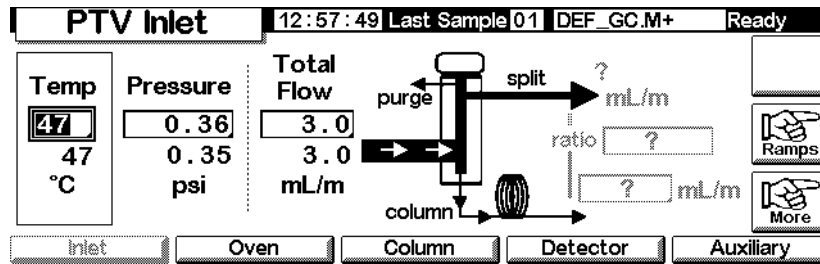 PTV Inlet 12:57:49 Last Sample 01 DEF_GC.M+ Ready
Temp Pressure Total Flow
47 0.36 3.0
47 0.35 3.0
°C psi mL/m
purge split ? mL/m
ratio ?
? mL/m
column
Ramps
More
Inlet Oven Column Detector Auxiliary